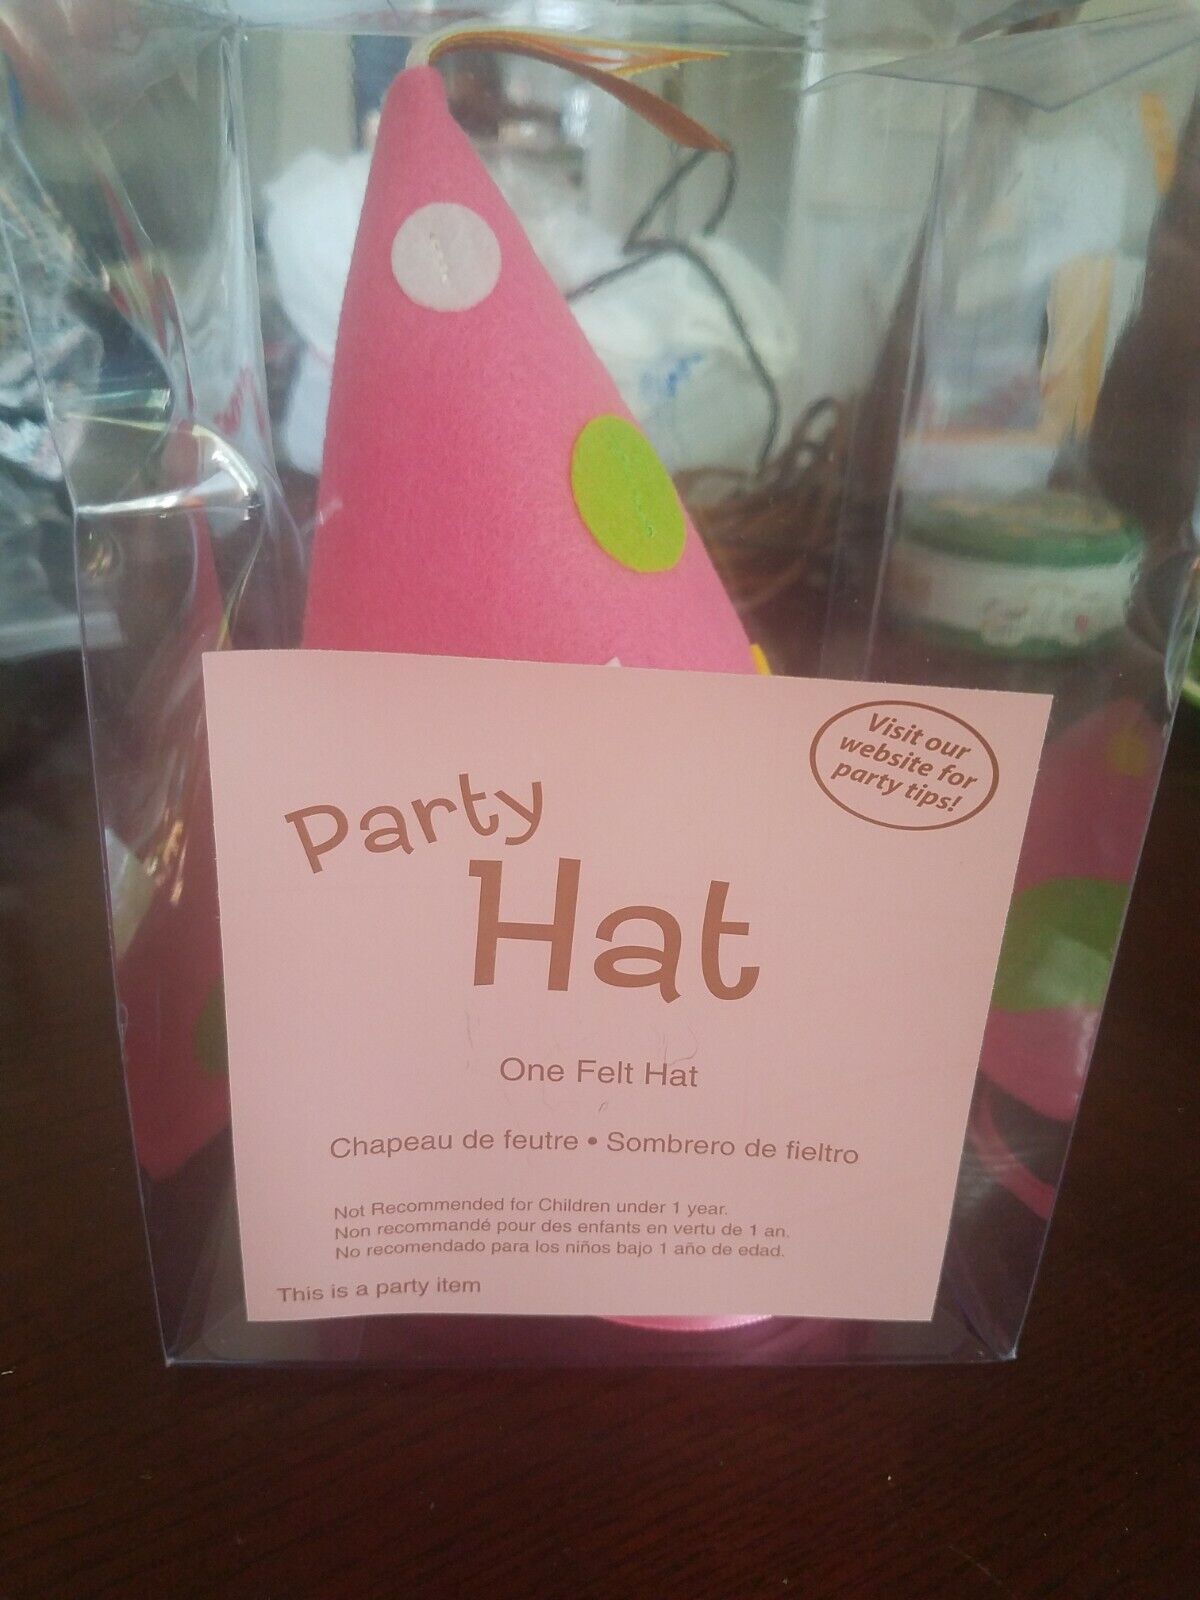 Visit our
website for
party tips!
Party
Hat
One Felt Hat
Chapeau de feutre • Sombrero de fieltro
Not Recommended for Children under 1 year.
Non recommandé pour des enfants en vertu de 1 an.
No recomendado para los niños bajo 1 año de edad.
This is a party item